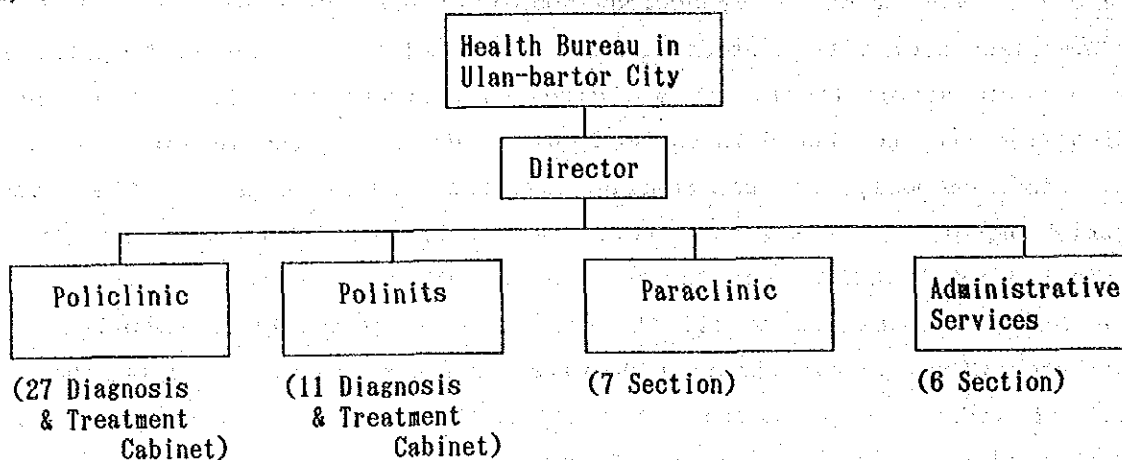 Health Bureau in
Ulan-bartor City
Director
Policlinic
Polinits
Paraclinic
Administrative
Services
(27 Diagnosis
& Treatment
Cabinet)
(11 Diagnosis
& Treatment
Cabinet)
(7 Section)
(6 Section)